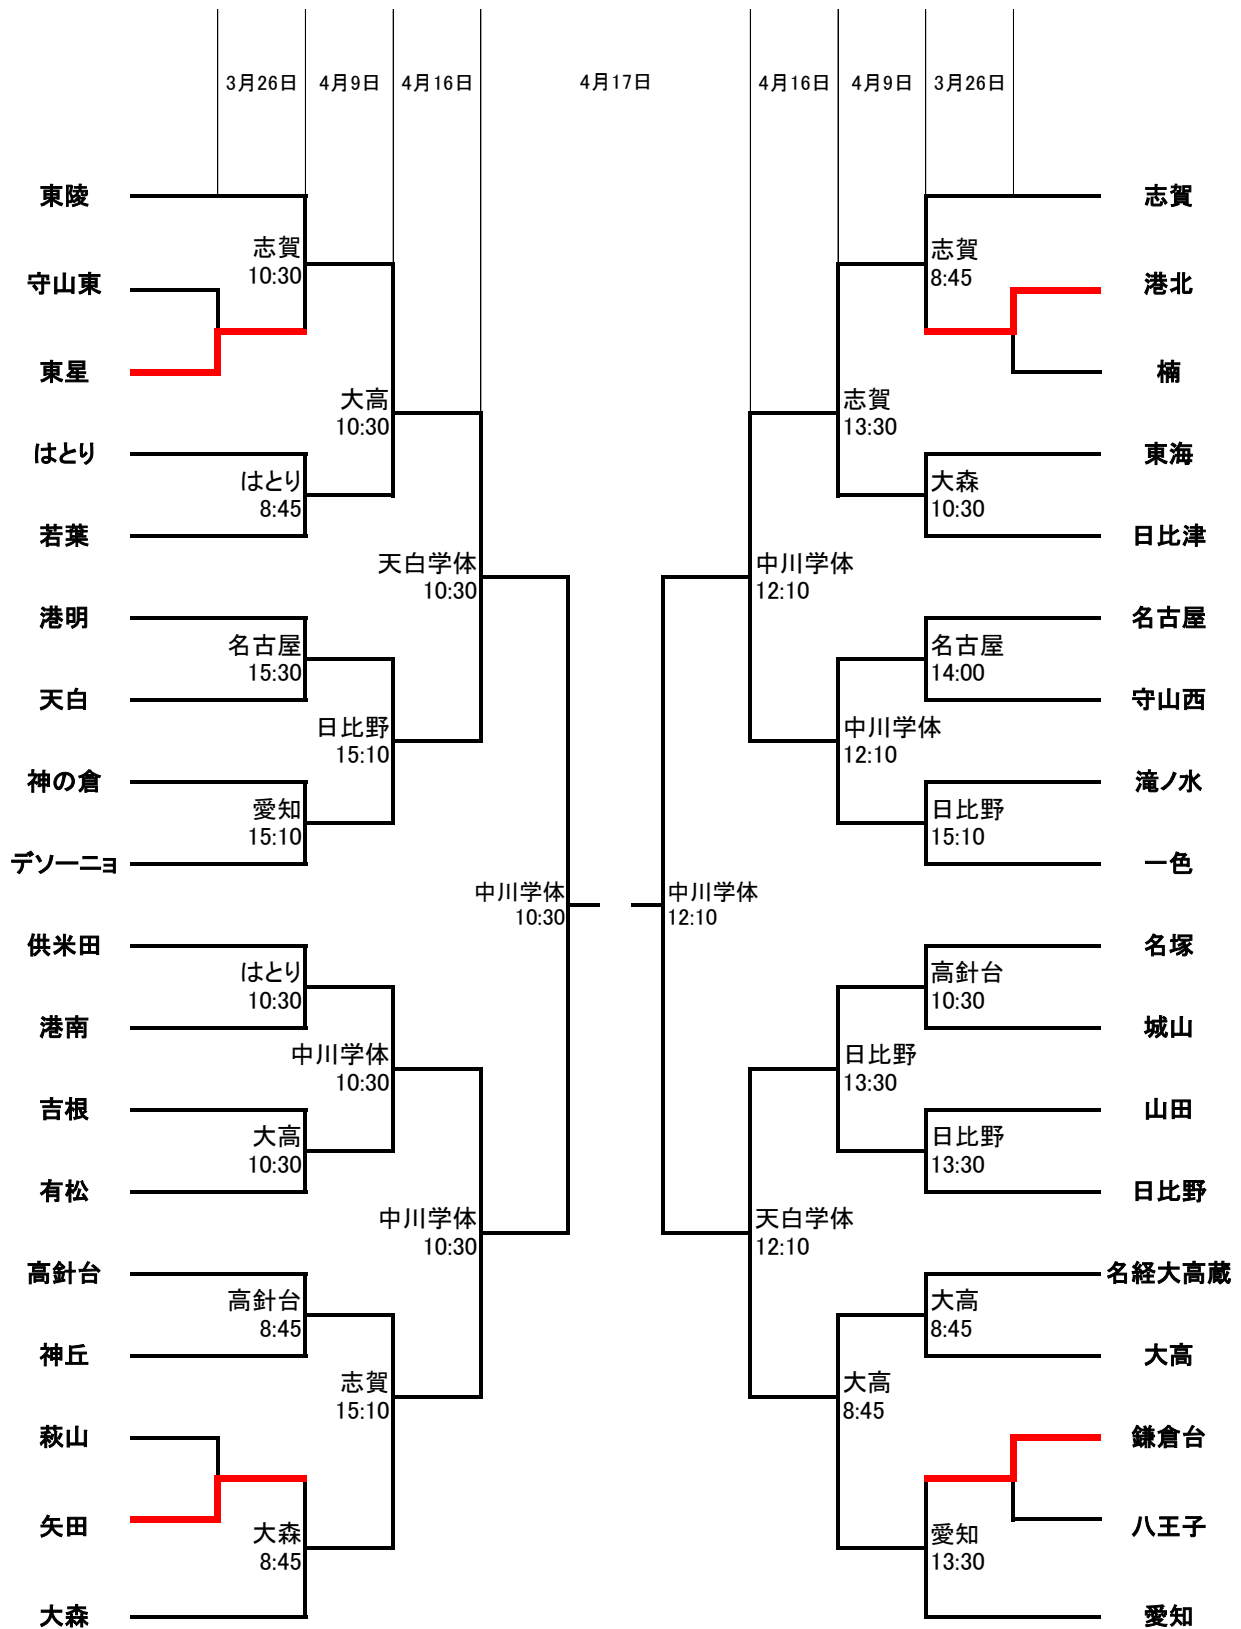 3月26日 4月9日 4月16日 4月17日 4月16日 4月9日 3月26日
東陵
志賀
10:30
守山東
東星
大高
10:30
はとり
はとり
8:45
若葉
天白学体
10:30
港明
名古屋
15:30
天白
日比野
15:10
神の倉
愛知
15:10
デソーニョ
中川学体
10:30
供米田
はとり
10:30
港南
中川学体
10:30
吉根
大高
10:30
有松
中川学体
10:30
高針台
高針台
8:45
神丘
志賀
15:10
萩山
矢田
大森
8:45
大森
志賀
志賀
8:45
港北
楠
志賀
13:30
東海
大森
10:30
日比津
中川学体
12:10
名古屋
名古屋
14:00
守山西
中川学体
12:10
滝ノ水
日比野
15:10
一色
中川学体
12:10
名塚
高針台
10:30
城山
日比野
13:30
山田
日比野
13:30
日比野
天白学体
12:10
名経大高蔵
大高
8:45
大高
大高
8:45
鎌倉台
八王子
愛知
13:30
愛知